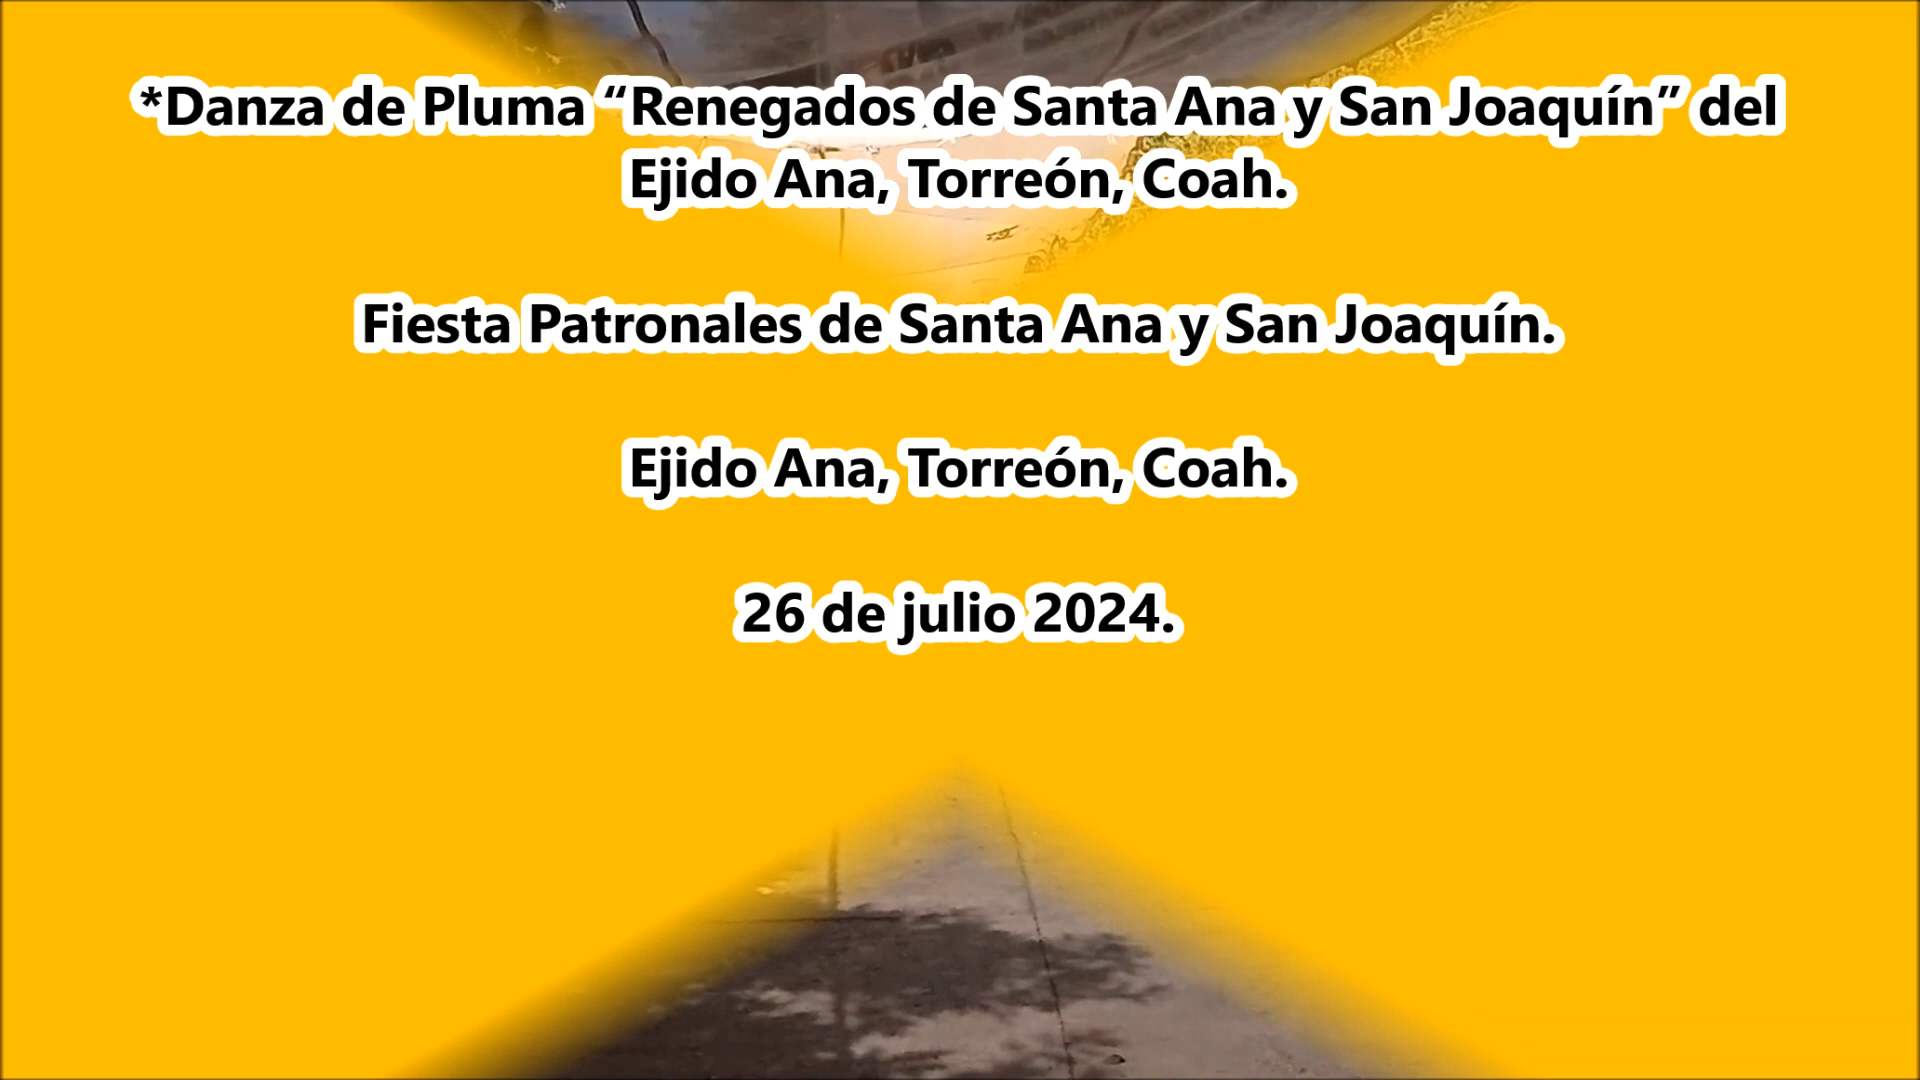 *Danza de Pluma “Renegados de Santa Ana y San Joaquín” del
Ejido Ana, Torreón, Coah.
Fiesta Patronales de Santa Ana y San Joaquín.
Ejido Ana, Torreón, Coah.
26 de julio 2024.